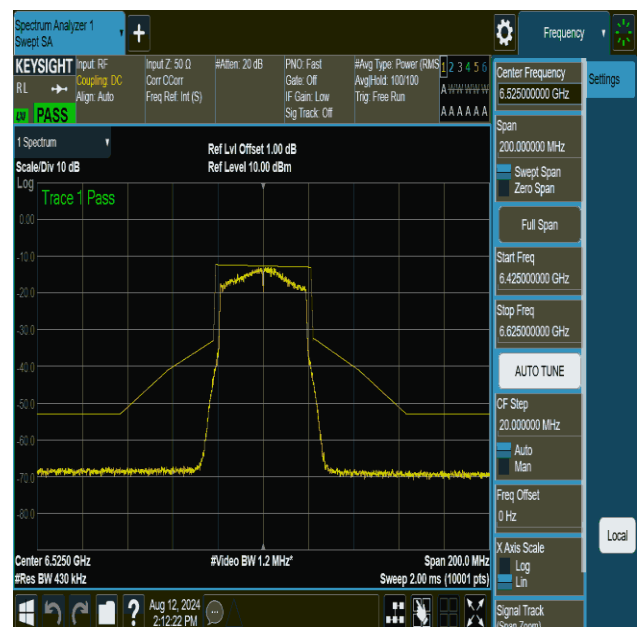 Spectrum Analyzer 1
Swept SA
+
Frequency
KEYSIGHT
RL
PASS
Input: RF
Coupling: DC
Align: Auto
Input Z: 50 Ω
Corr CCorr
Freq Ref: Int (S)
#Atten: 20 dB
PNO: Fast
Gate: Off
IF Gain: Low
Sig Track: Off
#Avg Type: Power (RMS
Avg|Hold: 100/100
Trig: Free Run
1 2 3 4 5 6
A W W W W W
A A A A A A
1 Spectrum
Scale/Div 10 dB
Ref Lvl Offset 1.00 dB
Ref Level 10.00 dBm
Log
Trace 1 Pass
0.00
-10.0
-20.0
-30.0
-40.0
-50.0
-60.0
-70.0
-80.0
Center 6.5250 GHz
#Res BW 430 kHz
#Video BW 1.2 MHz*
Span 200.0 MHz
Sweep 2.00 ms (10001 pts)
Center Frequency
6.525000000 GHz
Settings
Span
200.000000 MHz
Swept Span
Zero Span
Full Span
Start Freq
6.425000000 GHz
Stop Freq
6.625000000 GHz
AUTO TUNE
CF Step
20.000000 MHz
Auto
Man
Freq Offset
0 Hz
X Axis Scale
Log
Lin
Local
Signal Track
(Span Zoom)
?
Aug 12, 2024
2:12:22 PM